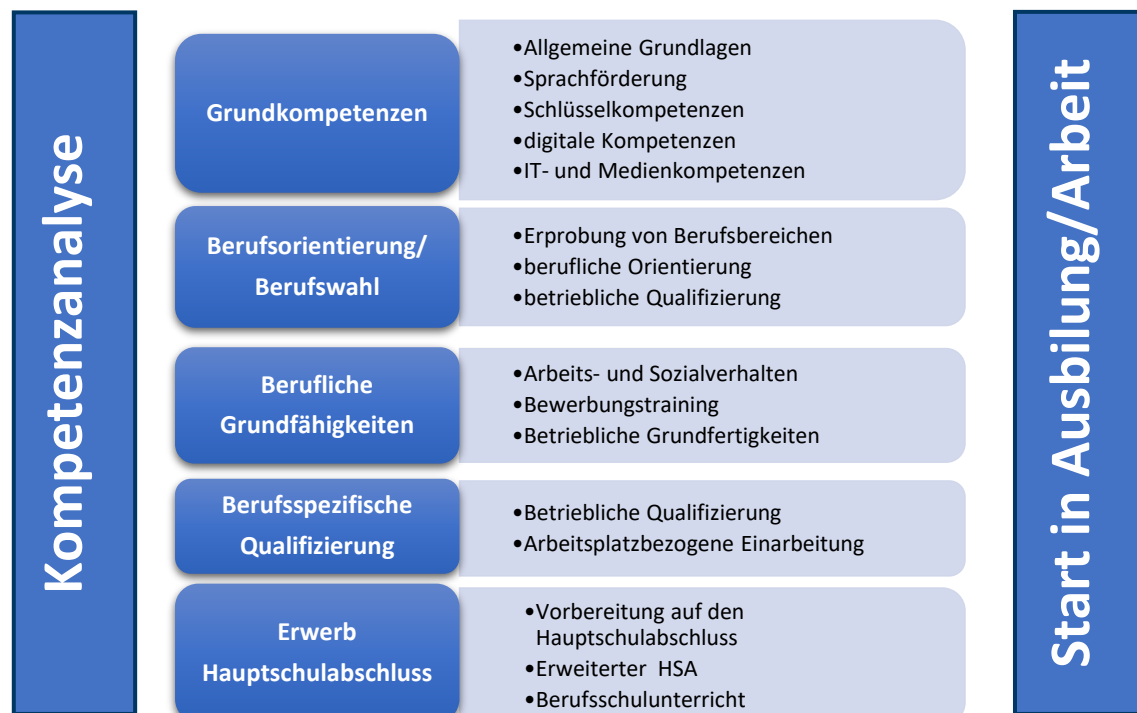 Kompetenzanalyse
Grundkompetenzen
•Allgemeine Grundlagen
•Sprachförderung
•Schlüsselkompetenzen
•digitale Kompetenzen
•IT- und Medienkompetenzen
Berufsorientierung/
Berufswahl
•Erprobung von Berufsbereichen
•berufliche Orientierung
•betriebliche Qualifizierung
Berufliche
Grundfähigkeiten
•Arbeits- und Sozialverhalten
•Bewerbungstraining
•Betriebliche Grundfertigkeiten
Berufsspezifische
Qualifizierung
•Betriebliche Qualifizierung
•Arbeitsplatzbezogene Einarbeitung
Erwerb
Hauptschulabschluss
•Vorbereitung auf den
Hauptschulabschluss
•Erweiterter HSA
•Berufsschulunterricht
Start in Ausbilung/Arbeit